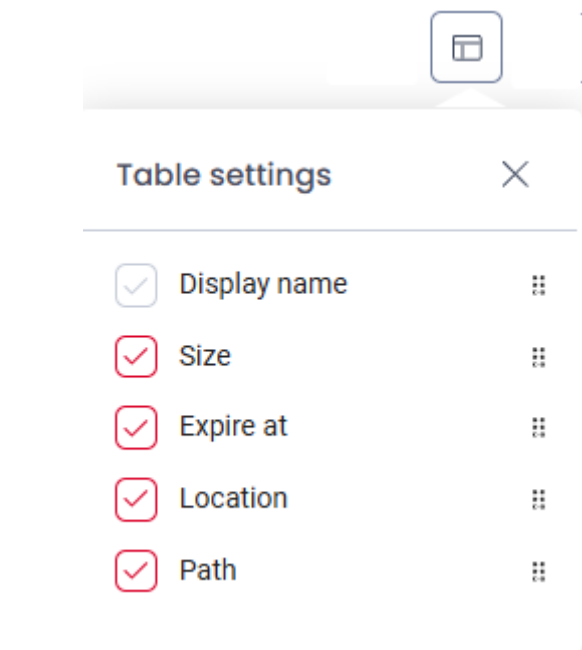 Table settings
Display name
Size
Expire at
Location
Path